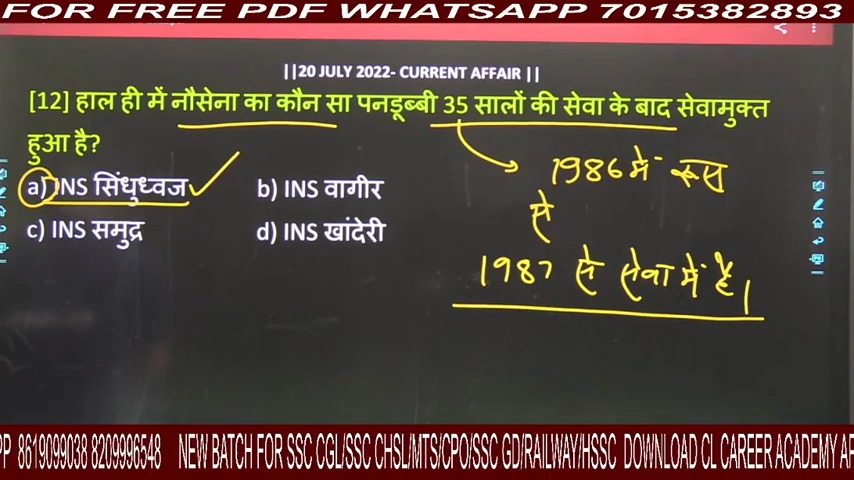 FOR FREE PDF WHATSAPP 7015382893
||20 JULY 2022- CURRENT AFFAIR ||
[12] हाल ही में नौसेना का कौन सा पनडूब्बी 35 सालों की सेवा के बाद सेवामुक्त
हुआ है?
a) INS सिंधुध्वज
b) INS वागीर
c) INS समुद्र
d) INS खांदेरी
1986 में रूस
से
1987 से सेवा में है।
PP 8619099038 8209996548 NEW BATCH FOR SSC CGL/SSC CHSL/MTS/CPO/SSC GD/RAILWAY/HSSC DOWNLOAD CL CAREER ACADEMY AP